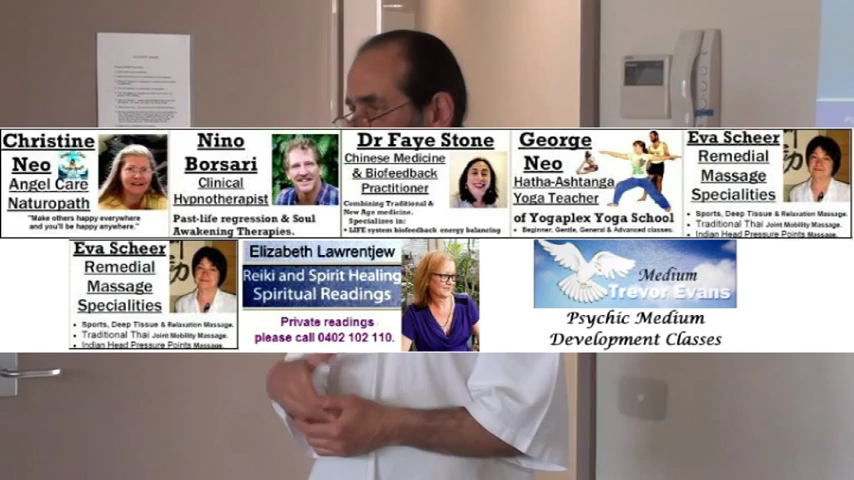 Christine
Neo
Angel Care
Naturopath
"Make others happy everywhere
and you'll be happy anywhere."
Nino
Borsari
Clinical
Hypnotherapist
Past-life regression & Soul
Awakening Therapies.
Dr Faye Stone
Chinese Medicine
& Biofeedback
Practitioner
Combining Traditional &
New Age medicine.
Specializes in:
• LIFE system biofeedback energy balancing
George
Neo
Hatha-Ashtanga
Yoga Teacher
of Yogaplex Yoga School
• Beginner, Gentle, General & Advanced classes.
Eva Scheer
Remedial
Massage
Specialities
• Sports, Deep Tissue & Relaxation Massage.
• Traditional Thai Joint Mobility Massage.
• Indian Head Pressure Points Massage.
Eva Scheer
Remedial
Massage
Specialities
• Sports, Deep Tissue & Relaxation Massage.
• Traditional Thai Joint Mobility Massage.
• Indian Head Pressure Points Massage.
Elizabeth Lawrentjew
Reiki and Spirit Healing
Spiritual Readings
Private readings
please call 0402 102 110.
Medium
Trevor Evans
Psychic Medium
Development Classes